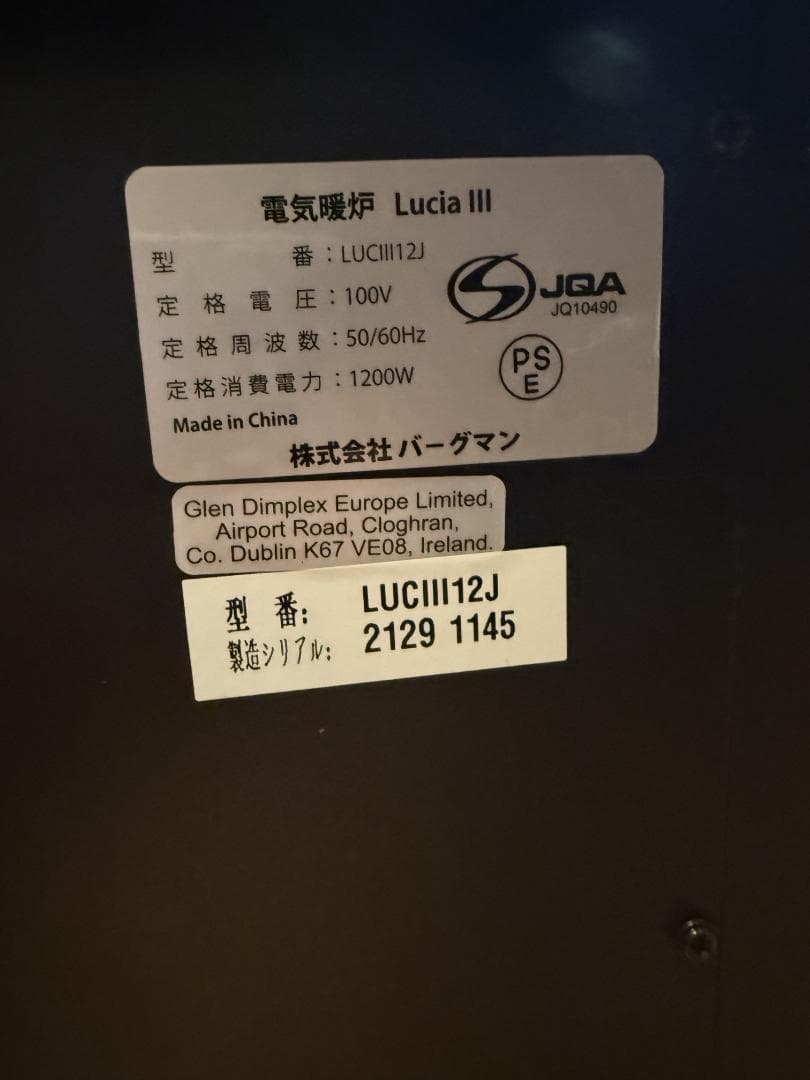 電気暖炉 Lucia III
型 番：LUCIII12J
定格電圧：100V
定格周波数：50/60Hz
定格消費電力：1200W
Made in China
JQA
JQ10490
PS
E
株式会社 バーグマン
Glen Dimplex Europe Limited,
Airport Road, Cloghran,
Co. Dublin K67 VE08, Ireland.
型 番: LUCIII12J
製造シリアル: 2129 1145